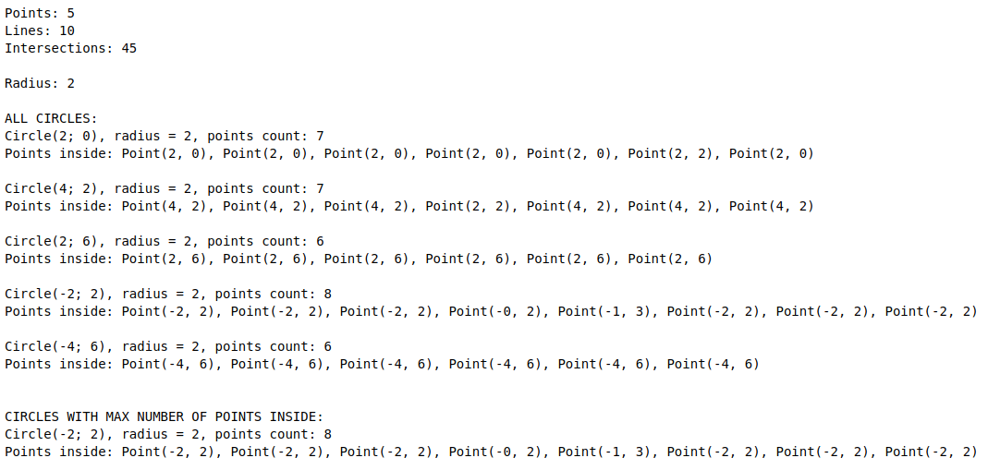 Points: 5
Lines: 10
Intersections: 45
Radius: 2
ALL CIRCLES:
Circle(2; 0), radius = 2, points count: 7
Points inside: Point(2, 0), Point(2, 0), Point(2, 0), Point(2, 0), Point(2, 0), Point(2, 2), Point(2, 0)
Circle(4; 2), radius = 2, points count: 7
Points inside: Point(4, 2), Point(4, 2), Point(4, 2), Point(2, 2), Point(4, 2), Point(4, 2), Point(4, 2)
Circle(2; 6), radius = 2, points count: 6
Points inside: Point(2, 6), Point(2, 6), Point(2, 6), Point(2, 6), Point(2, 6), Point(2, 6)
Circle(-2; 2), radius = 2, points count: 8
Points inside: Point(-2, 2), Point(-2, 2), Point(-2, 2), Point(-0, 2), Point(-1, 3), Point(-2, 2), Point(-2, 2), Point(-2, 2)
Circle(-4; 6), radius = 2, points count: 6
Points inside: Point(-4, 6), Point(-4, 6), Point(-4, 6), Point(-4, 6), Point(-4, 6), Point(-4, 6)
CIRCLES WITH MAX NUMBER OF POINTS INSIDE:
Circle(-2; 2), radius = 2, points count: 8
Points inside: Point(-2, 2), Point(-2, 2), Point(-2, 2), Point(-0, 2), Point(-1, 3), Point(-2, 2), Point(-2, 2), Point(-2, 2)